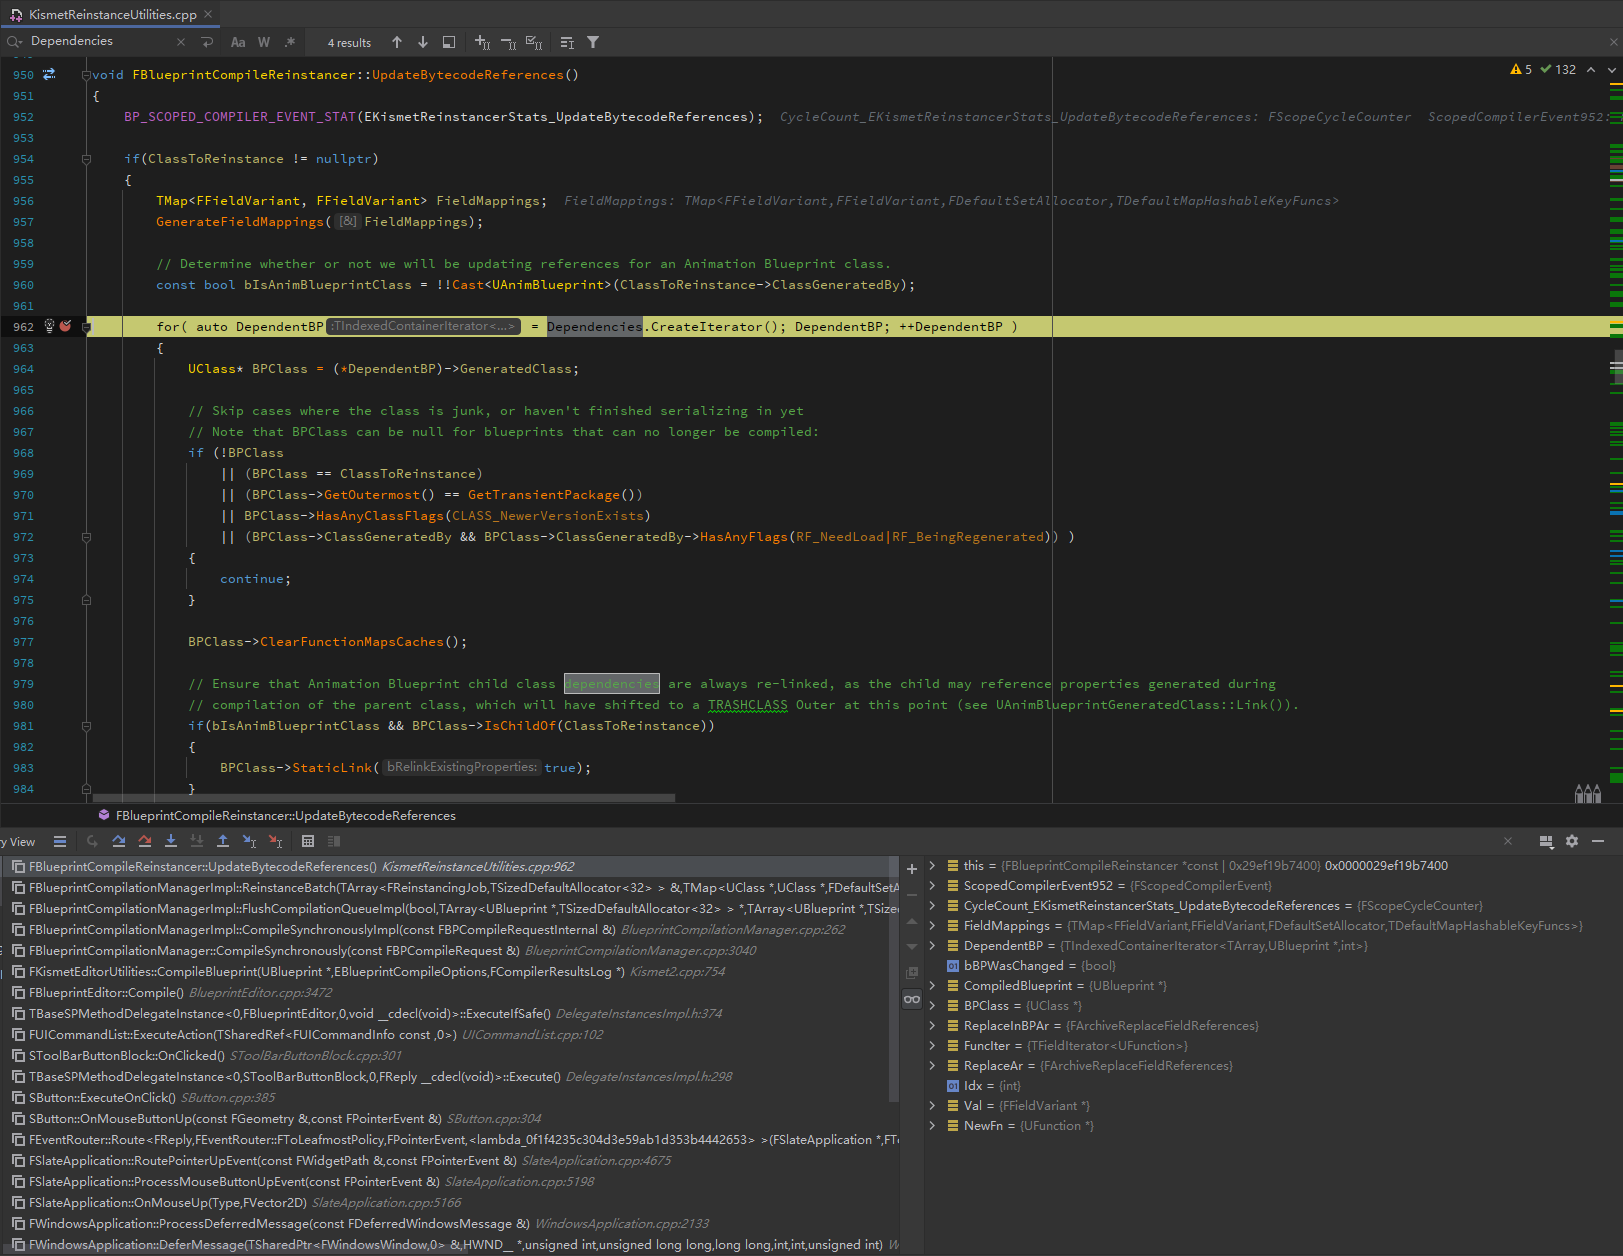 KismetReinstanceUtilities.cpp
Dependencies Aa W .* 4 results
950 void FBlueprintCompileReinstancer::UpdateBytecodeReferences() 5 132
951 {
952 BP_SCOPED_COMPILER_EVENT_STAT(EKismetReinstancerStats_UpdateBytecodeReferences); CycleCount_EKismetReinstancerStats_UpdateBytecodeReferences: FScopeCycleCounter ScopedCompilerEvent952:
953
954 if(ClassToReinstance != nullptr)
955 {
956 TMap<FFieldVariant, FFieldVariant> FieldMappings; FieldMappings: TMap<FFieldVariant,FFieldVariant,FDefaultSetAllocator,TDefaultMapHashableKeyFuncs>
957 GenerateFieldMappings([&] FieldMappings);
958
959 // Determine whether or not we will be updating references for an Animation Blueprint class.
960 const bool bIsAnimBlueprintClass = !!Cast<UAnimBlueprint>(ClassToReinstance->ClassGeneratedBy);
961
962 for( auto DependentBP :TIndexedContainerIterator<...> = Dependencies.CreateIterator(); DependentBP; ++DependentBP )
963 {
964 UClass* BPClass = (*DependentBP)->GeneratedClass;
965
966 // Skip cases where the class is junk, or haven't finished serializing in yet
967 // Note that BPClass can be null for blueprints that can no longer be compiled:
968 if (!BPClass
969 || (BPClass == ClassToReinstance)
970 || (BPClass->GetOutermost() == GetTransientPackage())
971 || BPClass->HasAnyClassFlags(CLASS_NewerVersionExists)
972 || (BPClass->ClassGeneratedBy && BPClass->ClassGeneratedBy->HasAnyFlags(RF_NeedLoad|RF_BeingRegenerated)) )
973 {
974 continue;
975 }
976
977 BPClass->ClearFunctionMapsCaches();
978
979 // Ensure that Animation Blueprint child class dependencies are always re-linked, as the child may reference properties generated during
980 // compilation of the parent class, which will have shifted to a TRASHCLASS Outer at this point (see UAnimBlueprintGeneratedClass::Link()).
981 if(bIsAnimBlueprintClass && BPClass->IsChildOf(ClassToReinstance))
982 {
983 BPClass->StaticLink( bRelinkExistingProperties: true);
984 }
FBlueprintCompileReinstancer::UpdateBytecodeReferences
ry View
FBlueprintCompileReinstancer::UpdateBytecodeReferences() KismetReinstanceUtilities.cpp:962
FBlueprintCompilationManagerImpl::ReinstanceBatch(TArray<FReinstancingJob,TSizedDefaultAllocator<32> > &,TMap<UClass *,UClass *,FDefaultSetA
FBlueprintCompilationManagerImpl::FlushCompilationQueueImpl(bool,TArray<UBlueprint *,TSizedDefaultAllocator<32> > *,TArray<UBlueprint *,TSize
FBlueprintCompilationManagerImpl::CompileSynchronouslyImpl(const FBPCompileRequestInternal &) BlueprintCompilationManager.cpp:262
FBlueprintCompilationManager::CompileSynchronously(const FBPCompileRequest &) BlueprintCompilationManager.cpp:3040
FKismetEditorUtilities::CompileBlueprint(UBlueprint *,EBlueprintCompileOptions,FCompilerResultsLog *) Kismet2.cpp:754
FBlueprintEditor::Compile() BlueprintEditor.cpp:3472
TBaseSPMethodDelegateInstance<0,FBlueprintEditor,0,void __cdecl(void)>::ExecuteIfSafe() DelegateInstancesImpl.h:374
FUICommandList::ExecuteAction(TSharedRef<FUICommandInfo const ,0>) UICommandList.cpp:102
SToolBarButtonBlock::OnClicked() SToolBarButtonBlock.cpp:301
TBaseSPMethodDelegateInstance<0,SToolBarButtonBlock,0,FReply __cdecl(void)>::Execute() DelegateInstancesImpl.h:298
SButton::ExecuteOnClick() SButton.cpp:385
SButton::OnMouseButtonUp(const FGeometry &,const FPointerEvent &) SButton.cpp:304
FEventRouter::Route<FReply,FEventRouter::FToLeafmostPolicy,FPointerEvent,<lambda_0f1f4235c304d3e59ab1d353b4442653> >(FSlateApplication *,FTo
FSlateApplication::RoutePointerUpEvent(const FWidgetPath &,const FPointerEvent &) SlateApplication.cpp:4675
FSlateApplication::ProcessMouseButtonUpEvent(const FPointerEvent &) SlateApplication.cpp:5198
FSlateApplication::OnMouseUp(Type,FVector2D) SlateApplication.cpp:5166
FWindowsApplication::ProcessDeferredMessage(const FDeferredWindowsMessage &) WindowsApplication.cpp:2133
FWindowsApplication::DeferMessage(TSharedPtr<FWindowsWindow,0> &,HWND__ *,unsigned int,unsigned long long,long long,int,int,unsigned int) W
this = {FBlueprintCompileReinstancer *const | 0x29ef19b7400} 0x0000029ef19b7400
ScopedCompilerEvent952 = {FScopedCompilerEvent}
CycleCount_EKismetReinstancerStats_UpdateBytecodeReferences = {FScopeCycleCounter}
FieldMappings = {TMap<FFieldVariant,FFieldVariant,FDefaultSetAllocator,TDefaultMapHashableKeyFuncs>}
DependentBP = {TIndexedContainerIterator<TArray,UBlueprint *,int>}
bBPWasChanged = {bool}
CompiledBlueprint = {UBlueprint *}
BPClass = {UClass *}
ReplaceInBPAr = {FArchiveReplaceFieldReferences}
FuncIter = {TFieldIterator<UFunction>}
ReplaceAr = {FArchiveReplaceFieldReferences}
Idx = {int}
Val = {FFieldVariant *}
NewFn = {UFunction *}